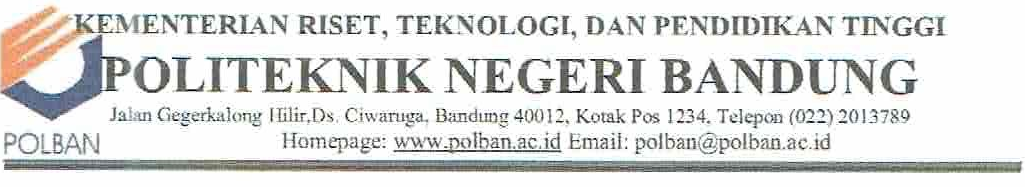 KEMENTERIAN RISET, TEKNOLOGI, DAN PENDIDIKAN TINGGI
POLITEKNIK NEGERI BANDUNG
Jalan Gegerkalong Hilir,Ds. Ciwaruga, Bandung 40012, Kotak Pos 1234, Telepon (022) 2013789
POLBAN
Homepage: www.polban.ac.id Email: polban@polban.ac.id